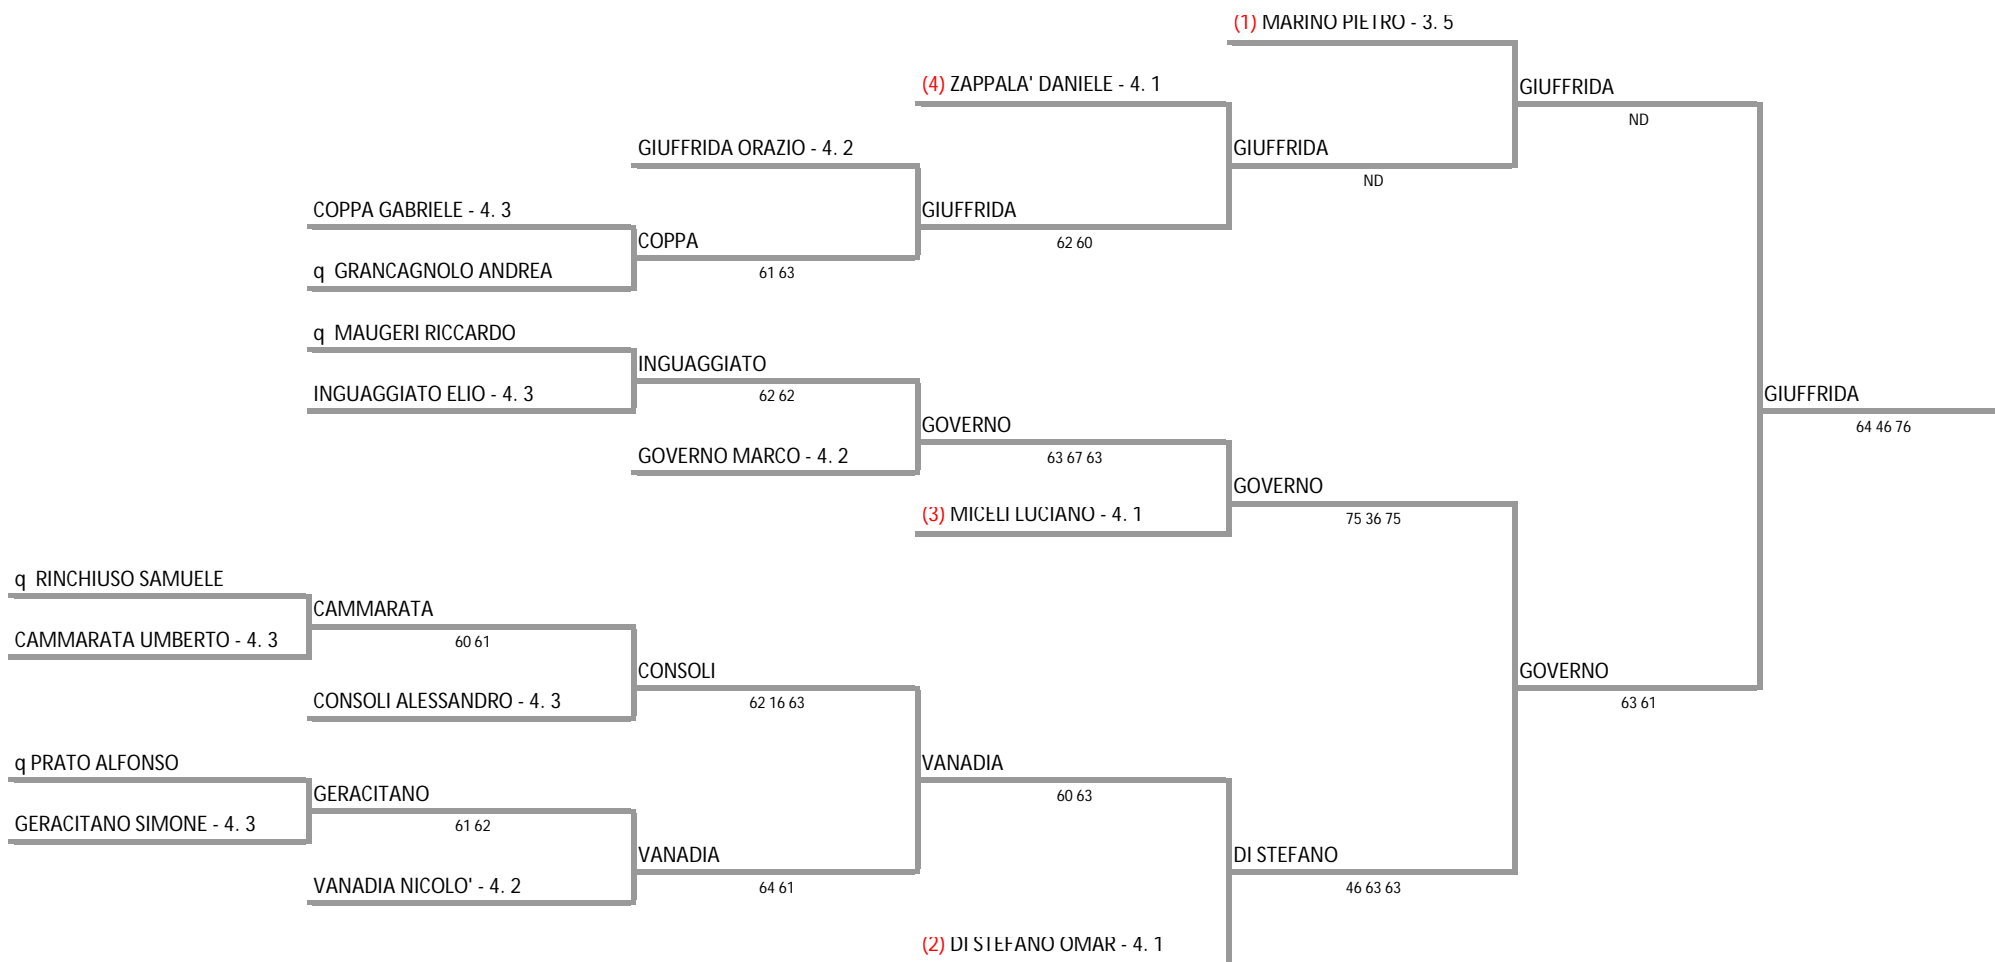 (1) MARINO PIETRO - 3. 5
(4) ZAPPALA' DANIELE - 4. 1
GIUFFRIDA
ND
GIUFFRIDA ORAZIO - 4. 2
GIUFFRIDA
ND
COPPA GABRIELE - 4. 3
GIUFFRIDA
62 60
COPPA
61 63
q GRANCAGNOLO ANDREA
q MAUGERI RICCARDO
INGUAGGIATO
62 62
INGUAGGIATO ELIO - 4. 3
GIUFFRIDA
64 46 76
GOVERNO
63 67 63
GOVERNO MARCO - 4. 2
GOVERNO
75 36 75
(3) MICELI LUCIANO - 4. 1
q RINCHIUSO SAMUELE
CAMMARATA
60 61
CAMMARATA UMBERTO - 4. 3
CONSOLI
62 16 63
GOVERNO
63 61
CONSOLI ALESSANDRO - 4. 3
q PRATO ALFONSO
VANADIA
60 63
GERACITANO
61 62
GERACITANO SIMONE - 4. 3
VANADIA
64 61
DI STEFANO
46 63 63
VANADIA NICOLO' - 4. 2
(2) DI STEFANO OMAR - 4. 1